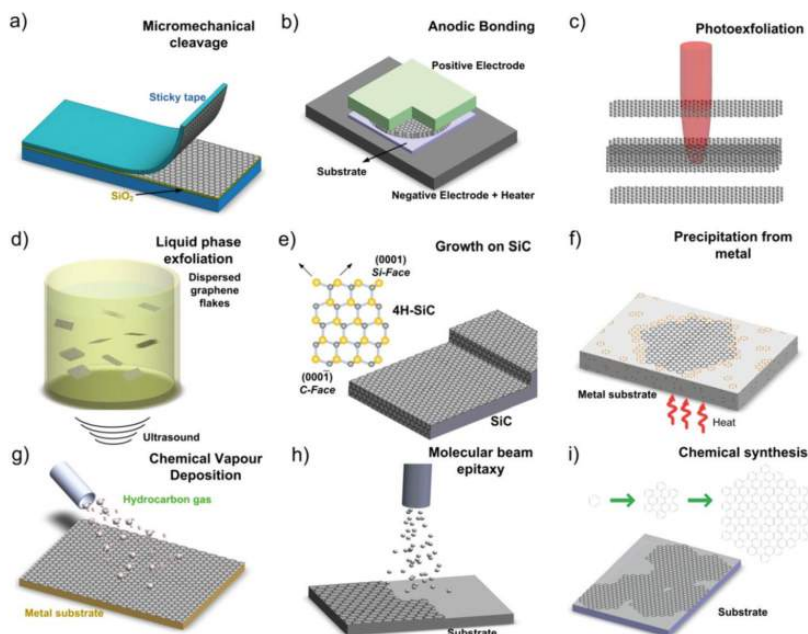 a) Micromechanical
cleavage
Sticky tape
SiO₂
b) Anodic Bonding
Positive Electrode
Substrate
Negative Electrode + Heater
c) Photoexfoliation
d) Liquid phase
exfoliation
Dispersed
graphene
flakes
Ultrasound
e) Growth on SiC
(0001)
Si-Face
4H-SiC
(0001̅)
C-Face
SiC
f) Precipitation from
metal
Metal substrate
Heat
g) Chemical Vapour
Deposition
Hydrocarbon gas
Metal substrate
h) Molecular beam
epitaxy
Substrate
i) Chemical synthesis
Substrate